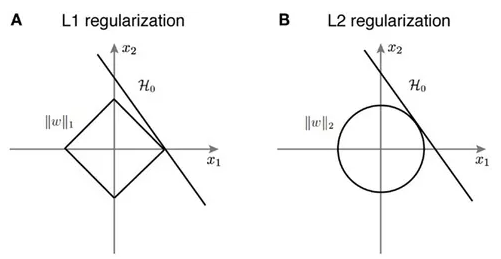 A L1 regularization
x₂
ℋ₀
‖w‖₁
x₁
B L2 regularization
x₂
ℋ₀
‖w‖₂
x₁